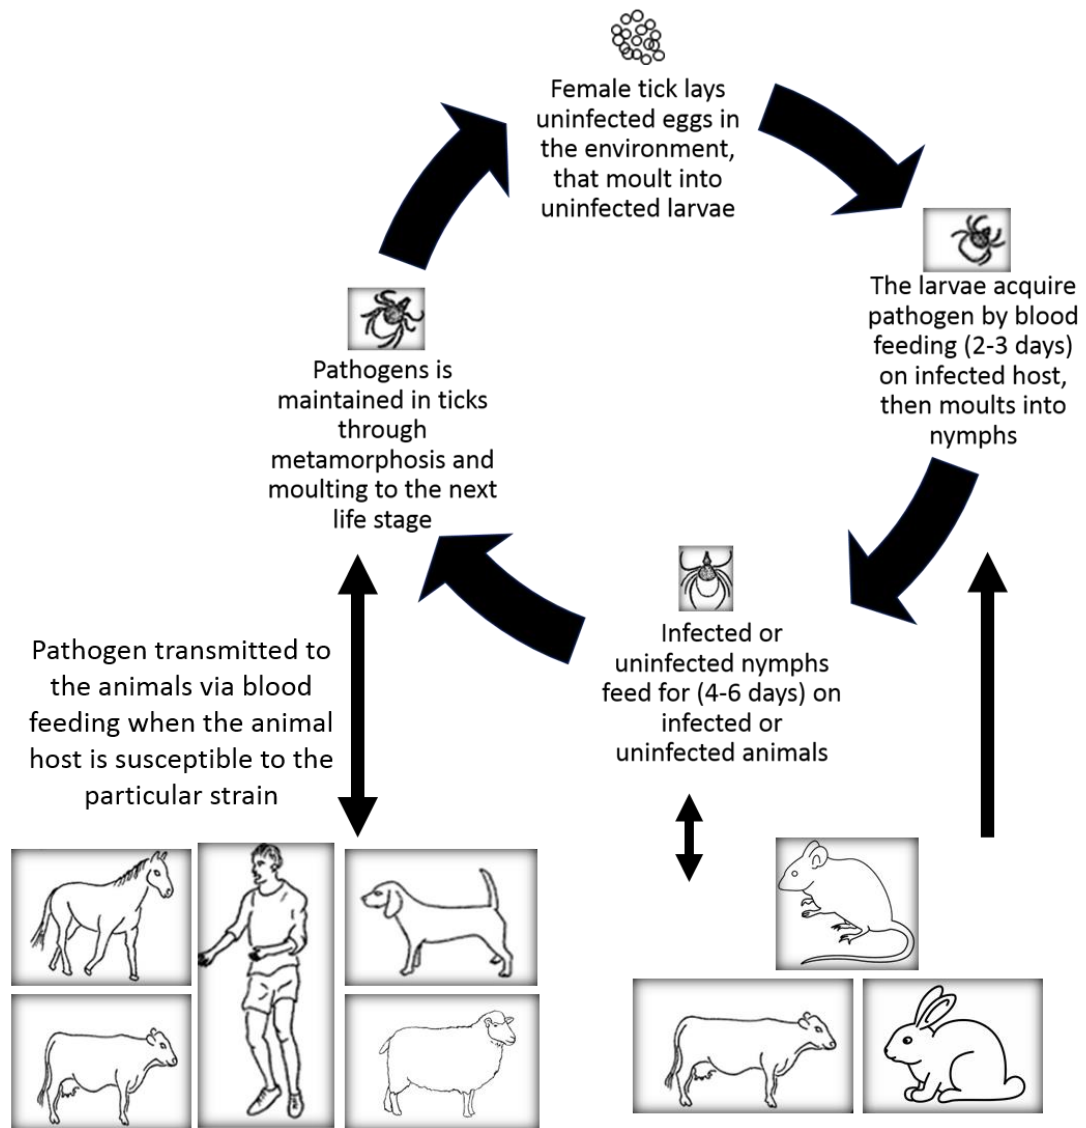 Female tick lays
uninfected eggs in
the environment,
that moult into
uninfected larvae
The larvae acquire
pathogen by blood
feeding (2-3 days)
on infected host,
then moults into
nymphs
Infected or
uninfected nymphs
feed for (4-6 days) on
infected or
uninfected animals
Pathogens is
maintained in ticks
through
metamorphosis and
moulting to the next
life stage
Pathogen transmitted to
the animals via blood
feeding when the animal
host is susceptible to the
particular strain